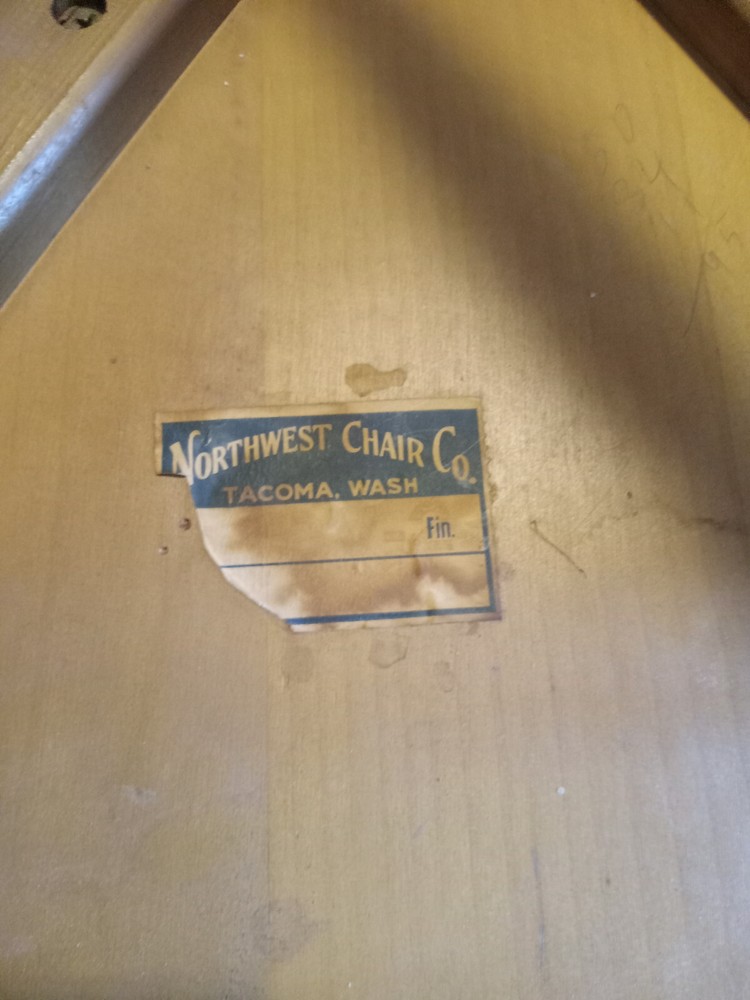 NORTHWEST CHAIR CO.
TACOMA, WASH
Fin.